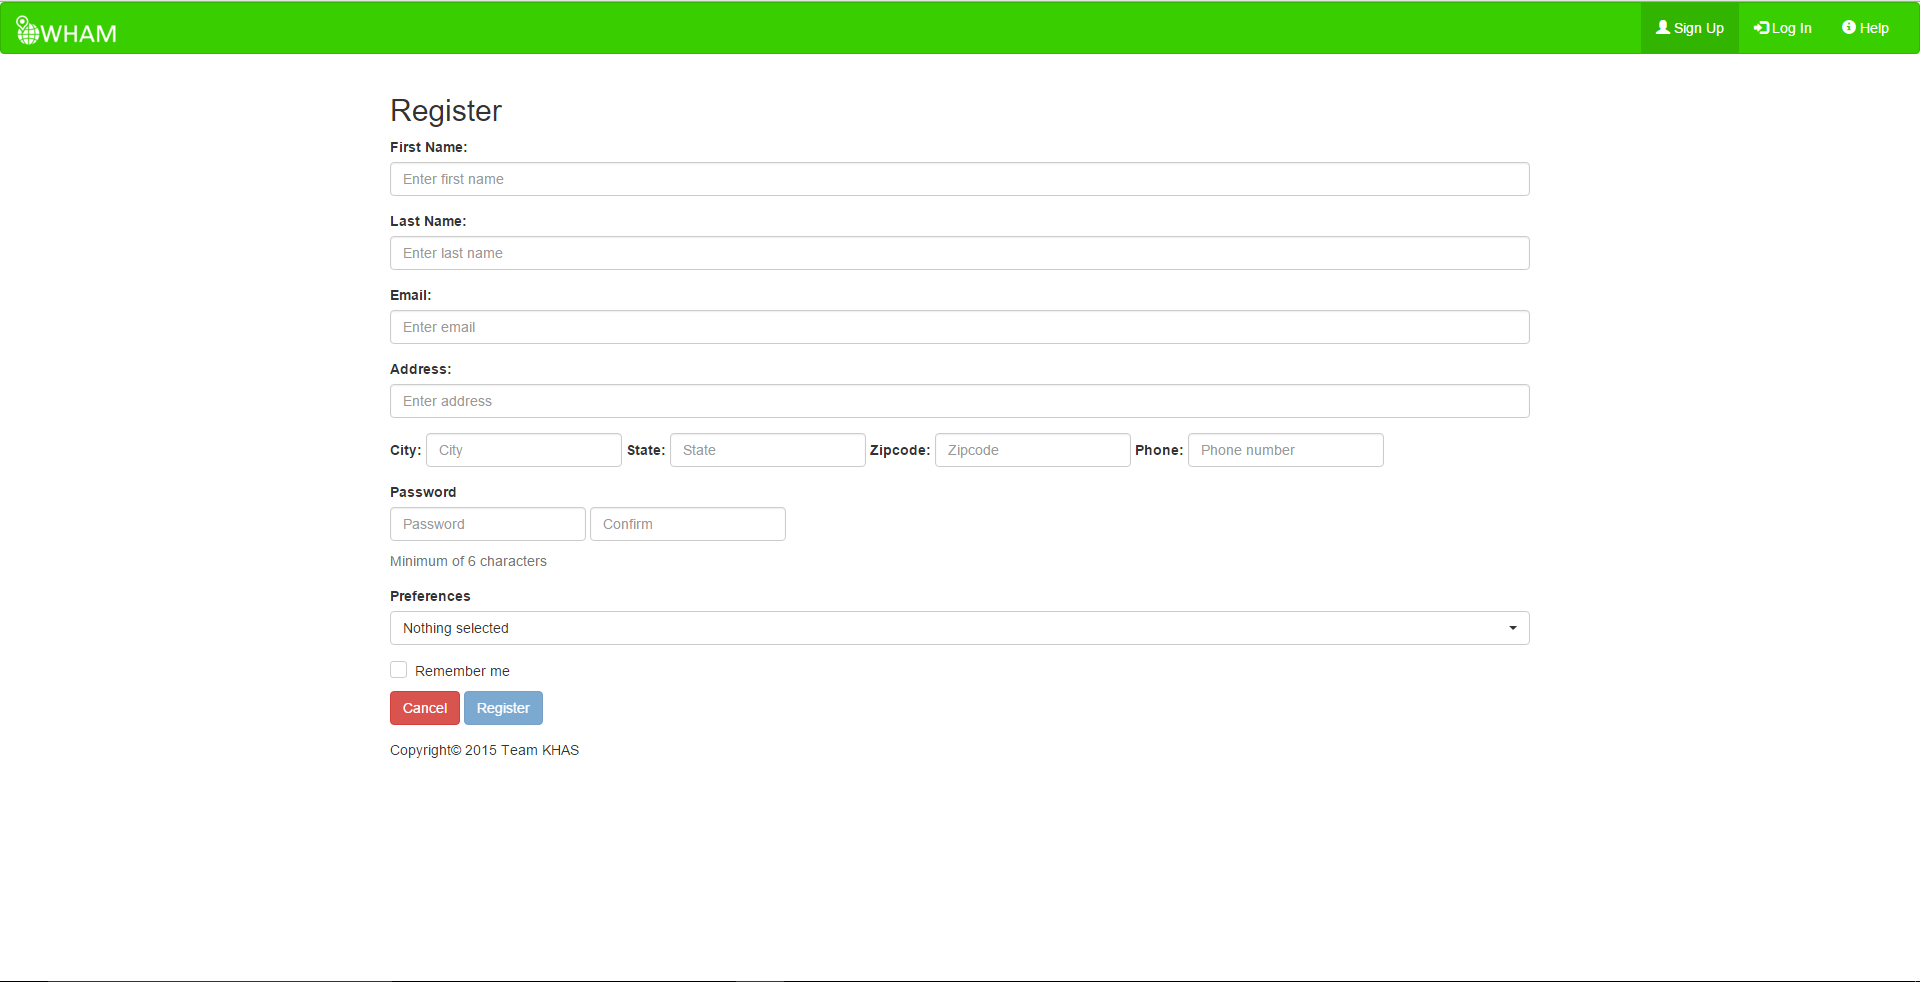 WHAM Sign Up Log In Help
Register
First Name:
Enter first name
Last Name:
Enter last name
Email:
Enter email
Address:
Enter address
City: City State: State Zipcode: Zipcode Phone: Phone number
Password
Password Confirm
Minimum of 6 characters
Preferences
Nothing selected
Remember me
Cancel Register
Copyright© 2015 Team KHAS